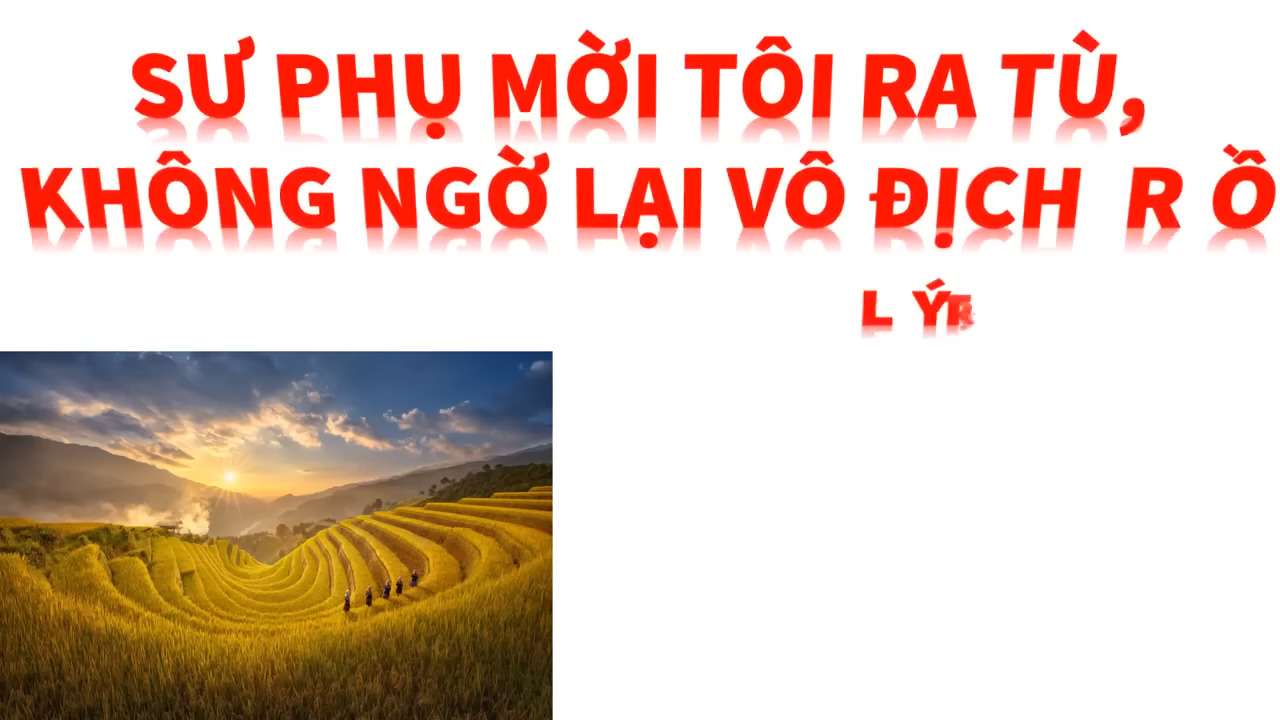 SƯ PHỤ MỜI TÔI RA TÙ,
KHÔNG NGỜ LẠI VÔ ĐỊCH R Ồ
L Ý